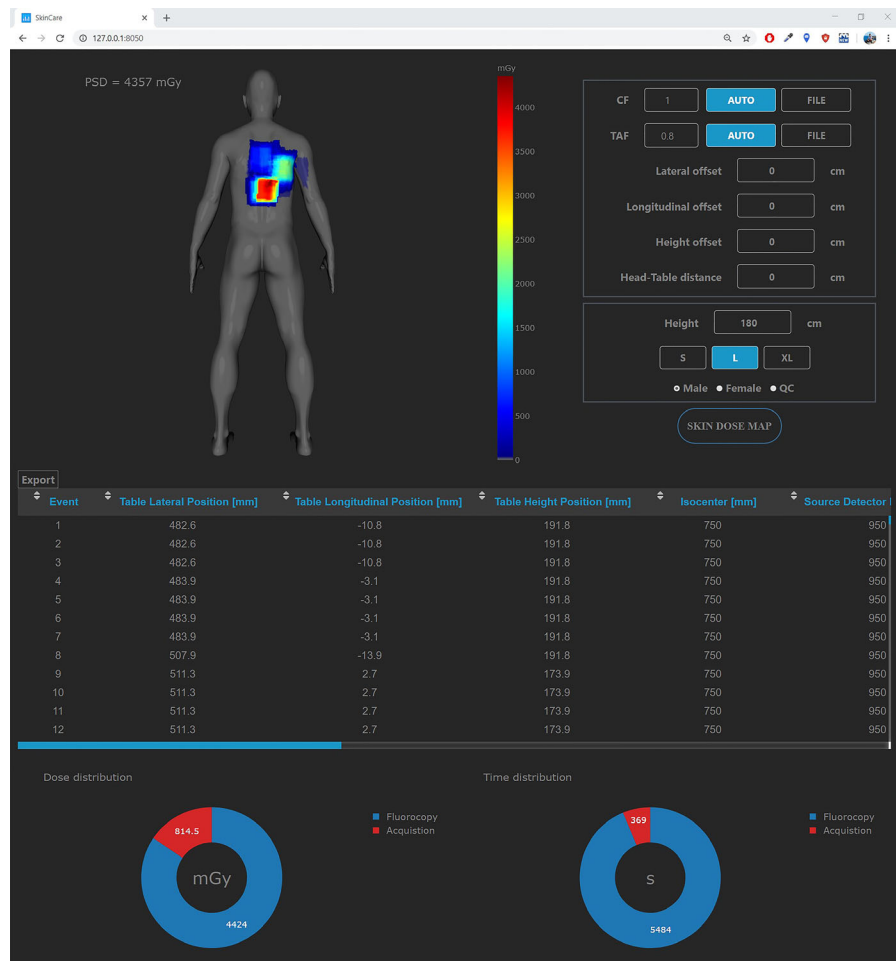 SkinCare
127.0.0.1:8050
PSD = 4357 mGy
mGy
4000
3500
3000
2500
2000
1500
1000
500
0
CF 1 AUTO FILE
TAF 0.8 AUTO FILE
Lateral offset 0 cm
Longitudinal offset 0 cm
Height offset 0 cm
Head-Table distance 0 cm
Height 180 cm
S L XL
Male Female QC
SKIN DOSE MAP
Export
Event Table Lateral Position [mm] Table Longitudinal Position [mm] Table Height Position [mm] Isocenter [mm] Source Detector
1 482.6 -10.8 191.8 750 950
2 482.6 -10.8 191.8 750 950
3 482.6 -10.8 191.8 750 950
4 483.9 -3.1 191.8 750 950
5 483.9 -3.1 191.8 750 950
6 483.9 -3.1 191.8 750 950
7 483.9 -3.1 191.8 750 950
8 507.9 -13.9 191.8 750 950
9 511.3 2.7 173.9 750 950
10 511.3 2.7 173.9 750 950
11 511.3 2.7 173.9 750 950
12 511.3 2.7 173.9 750 950
Dose distribution
814.5
mGy
4424
Fluorocopy
Acquistion
Time distribution
369
s
5484
Fluorocopy
Acquistion